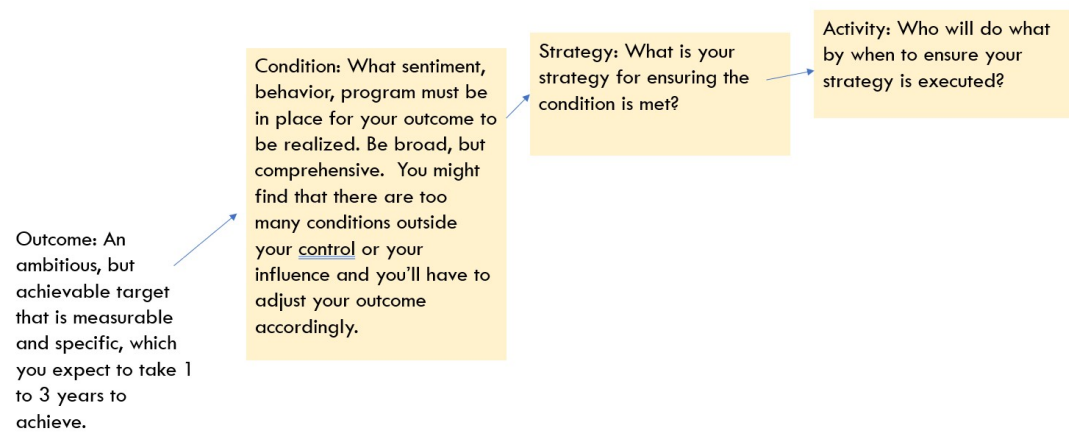 Outcome: An
ambitious, but
achievable target
that is measurable
and specific, which
you expect to take 1
to 3 years to
achieve.
Condition: What sentiment,
behavior, program must be
in place for your outcome to
be realized. Be broad, but
comprehensive.  You might
find that there are too
many conditions outside
your control or your
influence and you'll have to
adjust your outcome
accordingly.
Strategy: What is your
strategy for ensuring the
condition is met?
Activity: Who will do what
by when to ensure your
strategy is executed?